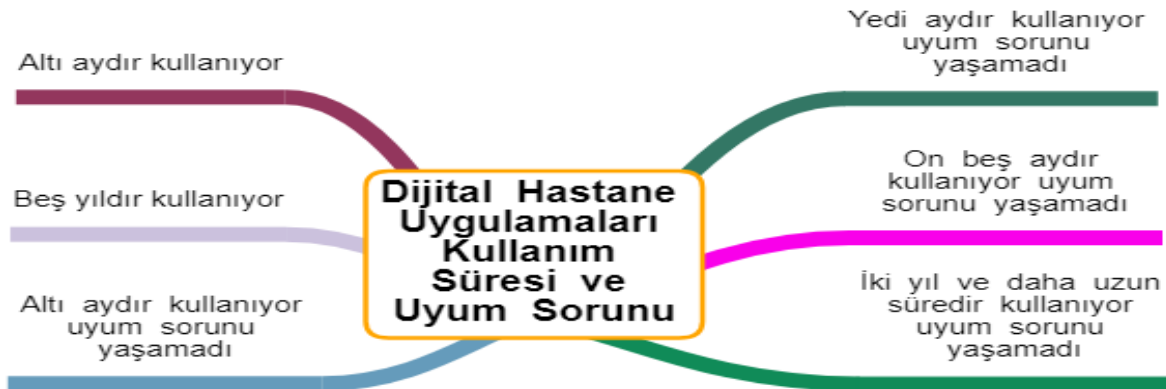 Altı aydır kullanıyor
Beş yıldır kullanıyor
Altı aydır kullanıyor
uyum sorunu
yaşamadı
Dijital Hastane
Uygulamaları
Kullanım
Süresi ve
Uyum Sorunu
Yedi aydır kullanıyor
uyum sorunu
yaşamadı
On beş aydır
kullanıyor uyum
sorunu yaşamadı
İki yıl ve daha uzun
süredir kullanıyor
uyum sorunu
yaşamadı